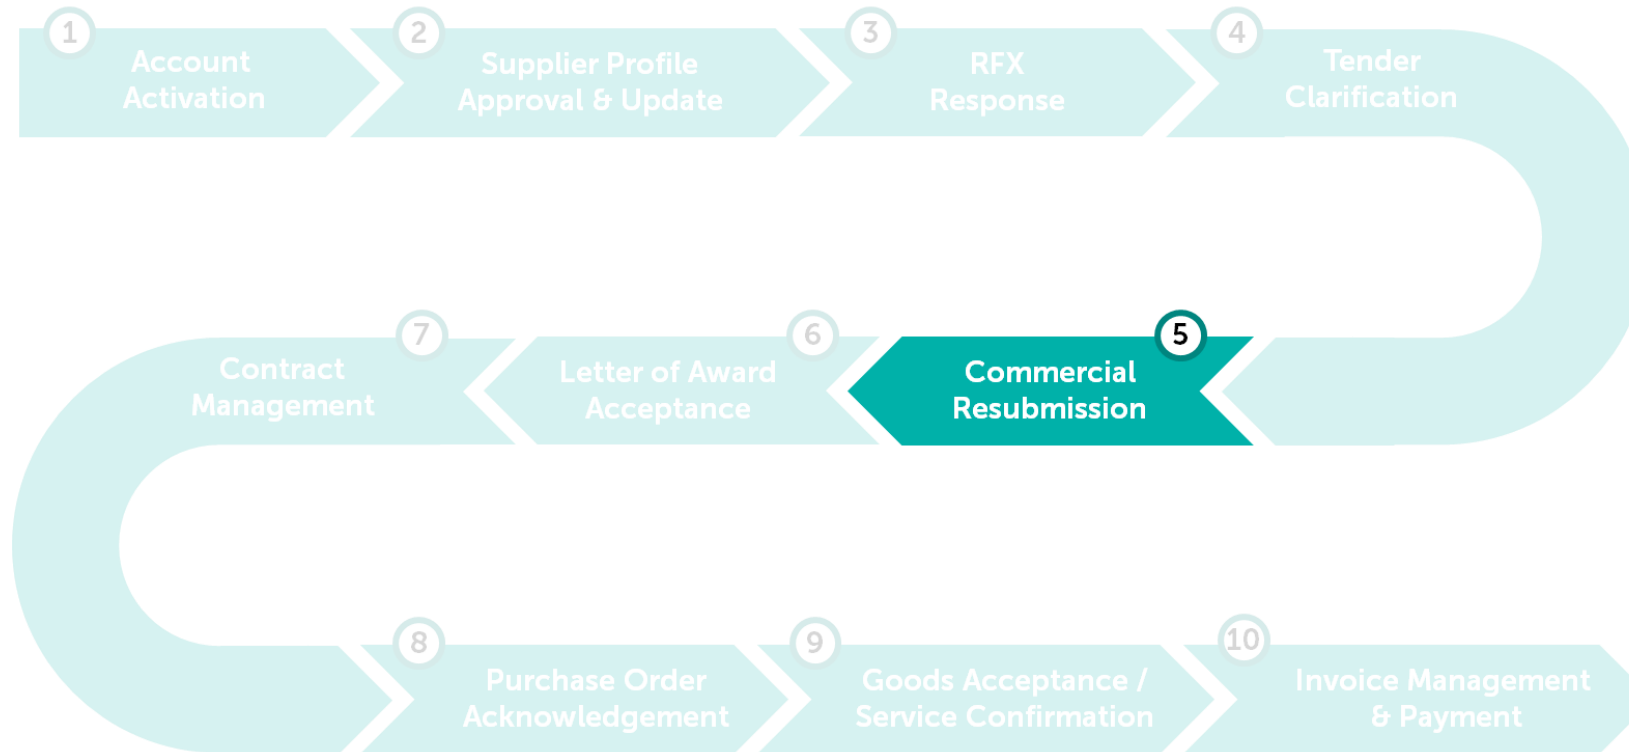 1
Account
Activation
2
Supplier Profile
Approval & Update
3
RFX
Response
4
Tender
Clarification
5
Commercial
Resubmission
6
Letter of Award
Acceptance
7
Contract
Management
8
Purchase Order
Acknowledgement
9
Goods Acceptance /
Service Confirmation
10
Invoice Management
& Payment